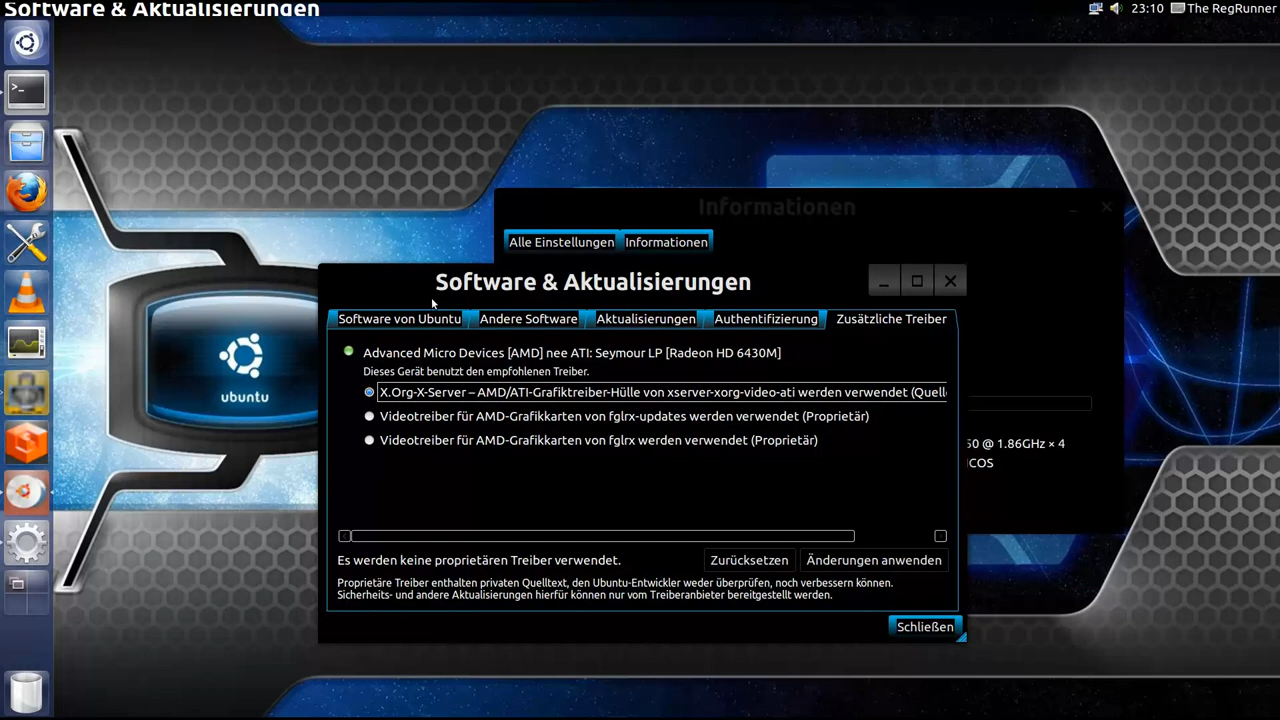 Software & Aktualisierungen
23:10 The RegRunner
Informationen
Alle Einstellungen Informationen
Software & Aktualisierungen
Software von Ubuntu Andere Software Aktualisierungen Authentifizierung Zusätzliche Treiber
Advanced Micro Devices [AMD] nee ATI: Seymour LP [Radeon HD 6430M]
Dieses Gerät benutzt den empfohlenen Treiber.
X.Org-X-Server – AMD/ATI-Grafiktreiber-Hülle von xserver-xorg-video-ati werden verwendet (Quell
Videotreiber für AMD-Grafikkarten von fglrx-updates werden verwendet (Proprietär)
Videotreiber für AMD-Grafikkarten von fglrx werden verwendet (Proprietär)
50 @ 1.86GHz × 4
ICOS
ubuntu
Es werden keine proprietären Treiber verwendet. Zurücksetzen Änderungen anwenden
Proprietäre Treiber enthalten privaten Quelltext, den Ubuntu-Entwickler weder überprüfen, noch verbessern können.
Sicherheits- und andere Aktualisierungen hierfür können nur vom Treiberanbieter bereitgestellt werden.
Schließen